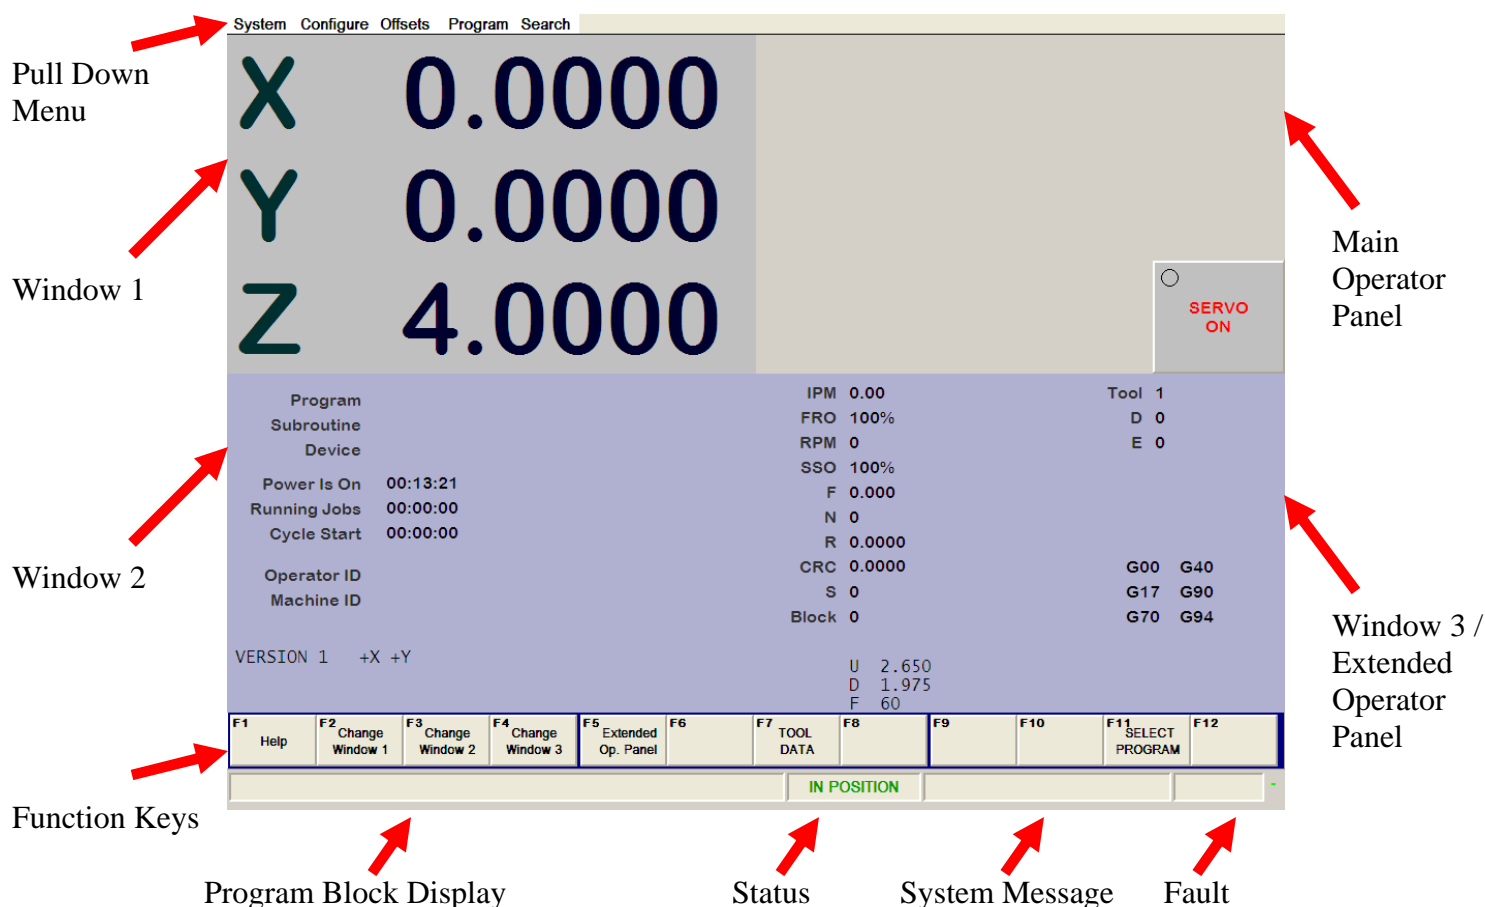 System Configure Offsets Program Search
Pull Down
Menu
X 0.0000
Y 0.0000
Z 4.0000
Window 1
Main
Operator
Panel
SERVO
ON
Program
Subroutine
Device
Power Is On 00:13:21
Running Jobs 00:00:00
Cycle Start 00:00:00
Operator ID
Machine ID
VERSION 1 +X +Y
IPM 0.00
FRO 100%
RPM 0
SSO 100%
F 0.000
N 0
R 0.0000
CRC 0.0000
S 0
Block 0
U 2.650
D 1.975
F 60
Tool 1
D 0
E 0
G00 G40
G17 G90
G70 G94
Window 2
Window 3 /
Extended
Operator
Panel
F1 Help
F2 Change
Window 1
F3 Change
Window 2
F4 Change
Window 3
F5 Extended
Op. Panel
F6
F7 TOOL
DATA
F8
F9
F10
F11 SELECT
PROGRAM
F12
IN POSITION
-
Function Keys
Program Block Display
Status
System Message
Fault